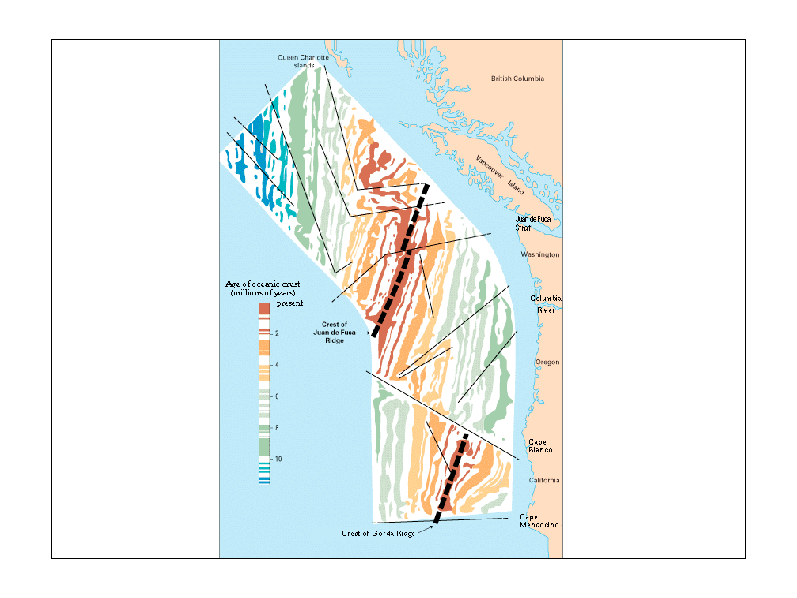 Queen Charlotte
Islands
British Columbia
Vancouver Island
Juan de Fuca
Strait
Washington
Columbia
River
Age of oceanic crust
(millions of years)
present
2
4
6
8
10
Crest of
Juan de Fuca
Ridge
Oregon
Cape
Blanco
California
Cape
Mendocino
Crest of Gorda Ridge